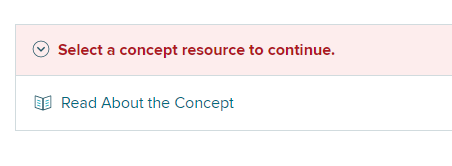 Select a concept resource to continue.
Read About the Concept